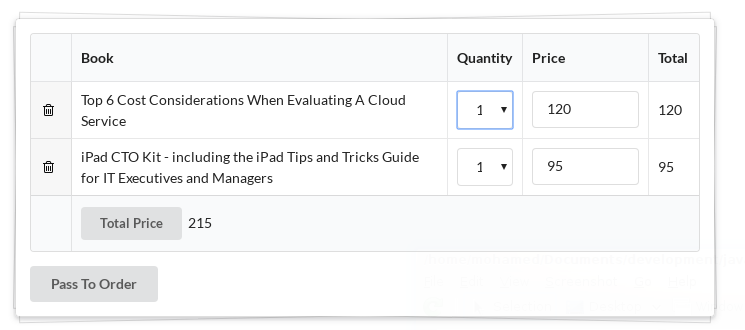 Book Quantity Price Total
Top 6 Cost Considerations When Evaluating A Cloud
Service
1 120 120
iPad CTO Kit - including the iPad Tips and Tricks Guide
for IT Executives and Managers
1 95 95
Total Price 215
Pass To Order